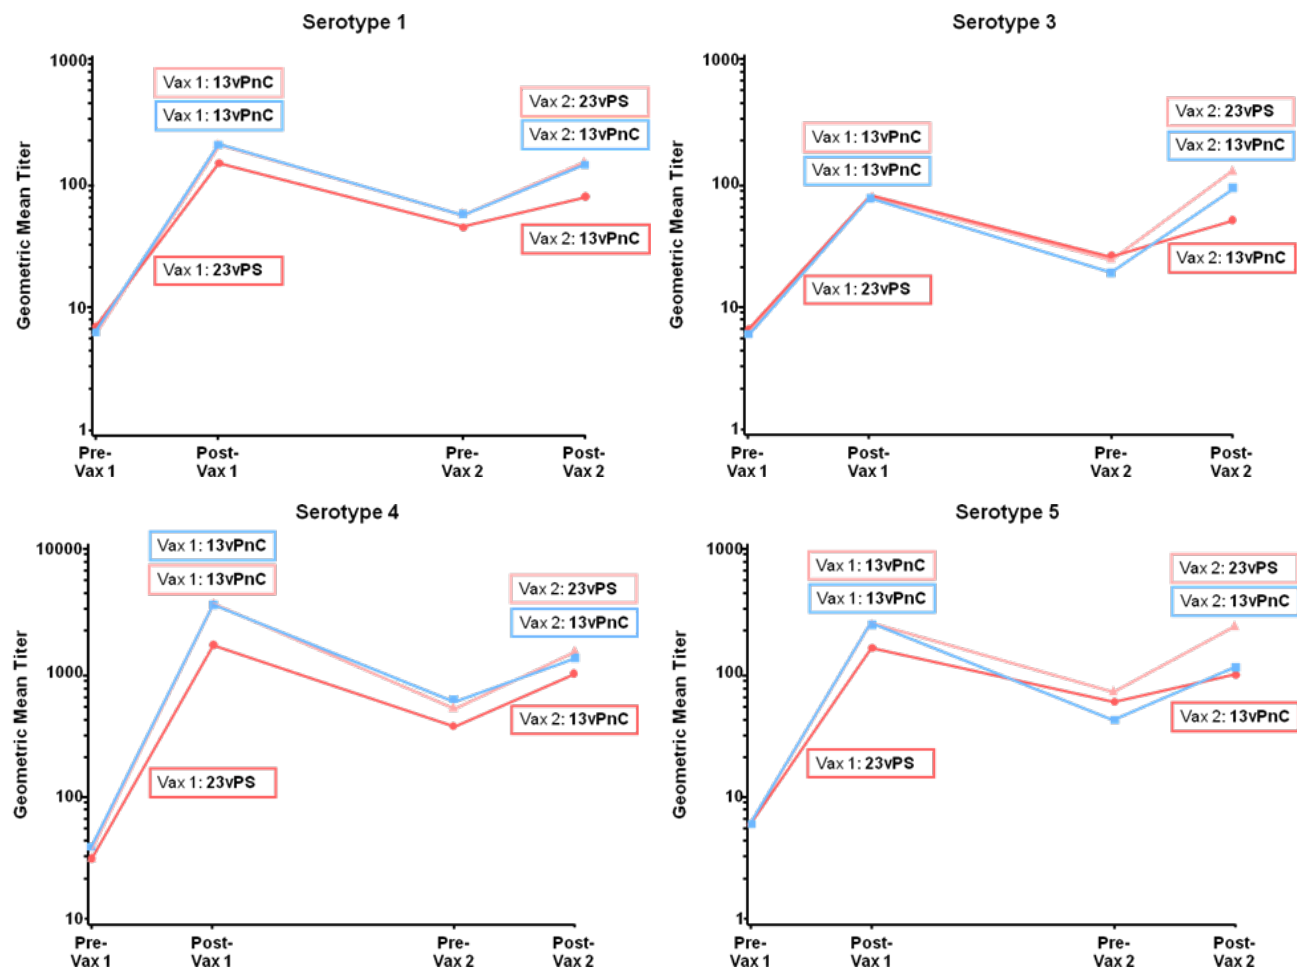 Serotype 1
Geometric Mean Titer
1000
100
10
1
Vax 1: 13vPnC
Vax 1: 13vPnC
Vax 1: 23vPS
Vax 2: 23vPS
Vax 2: 13vPnC
Vax 2: 13vPnC
Pre-
Vax 1
Post-
Vax 1
Pre-
Vax 2
Post-
Vax 2
Serotype 3
Geometric Mean Titer
1000
100
10
1
Vax 1: 13vPnC
Vax 1: 13vPnC
Vax 1: 23vPS
Vax 2: 23vPS
Vax 2: 13vPnC
Vax 2: 13vPnC
Pre-
Vax 1
Post-
Vax 1
Pre-
Vax 2
Post-
Vax 2
Serotype 4
Geometric Mean Titer
10000
1000
100
10
Vax 1: 13vPnC
Vax 1: 13vPnC
Vax 1: 23vPS
Vax 2: 23vPS
Vax 2: 13vPnC
Vax 2: 13vPnC
Pre-
Vax 1
Post-
Vax 1
Pre-
Vax 2
Post-
Vax 2
Serotype 5
Geometric Mean Titer
1000
100
10
1
Vax 1: 13vPnC
Vax 1: 13vPnC
Vax 1: 23vPS
Vax 2: 23vPS
Vax 2: 13vPnC
Vax 2: 13vPnC
Pre-
Vax 1
Post-
Vax 1
Pre-
Vax 2
Post-
Vax 2